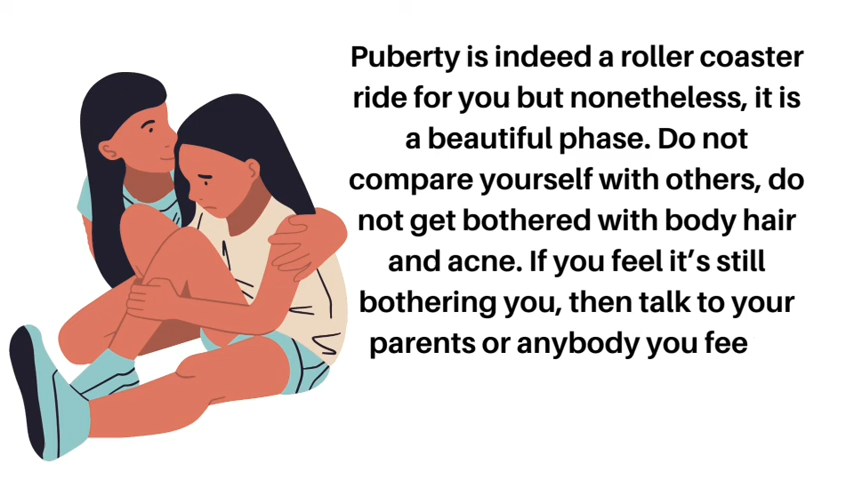 Puberty is indeed a roller coaster
ride for you but nonetheless, it is
a beautiful phase. Do not
compare yourself with others, do
not get bothered with body hair
and acne. If you feel it’s still
bothering you, then talk to your
parents or anybody you fee